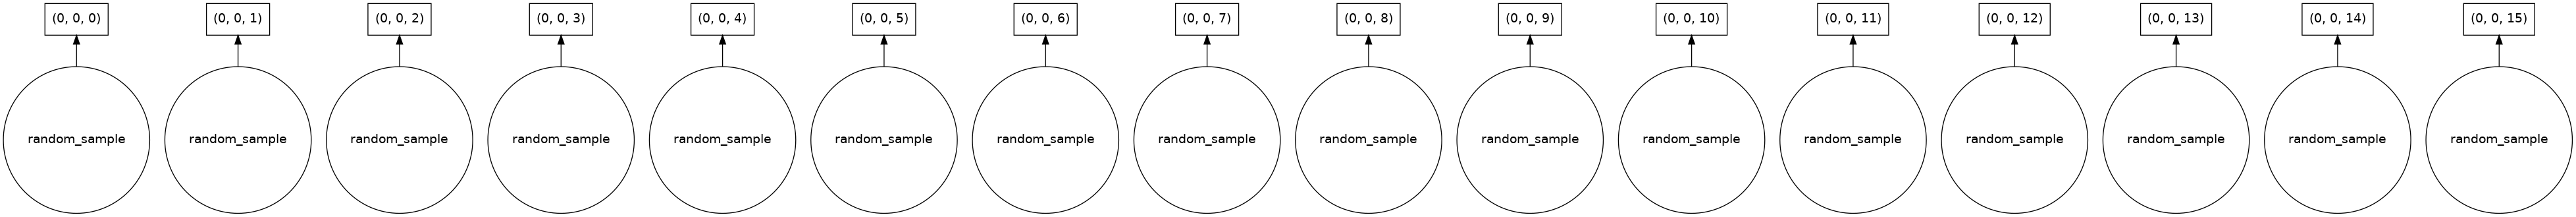 (0, 0, 0) (0, 0, 1) (0, 0, 2) (0, 0, 3) (0, 0, 4) (0, 0, 5) (0, 0, 6) (0, 0, 7) (0, 0, 8) (0, 0, 9) (0, 0, 10) (0, 0, 11) (0, 0, 12) (0, 0, 13) (0, 0, 14) (0, 0, 15)
random_sample random_sample random_sample random_sample random_sample random_sample random_sample random_sample random_sample random_sample random_sample random_sample random_sample random_sample random_sample random_sample